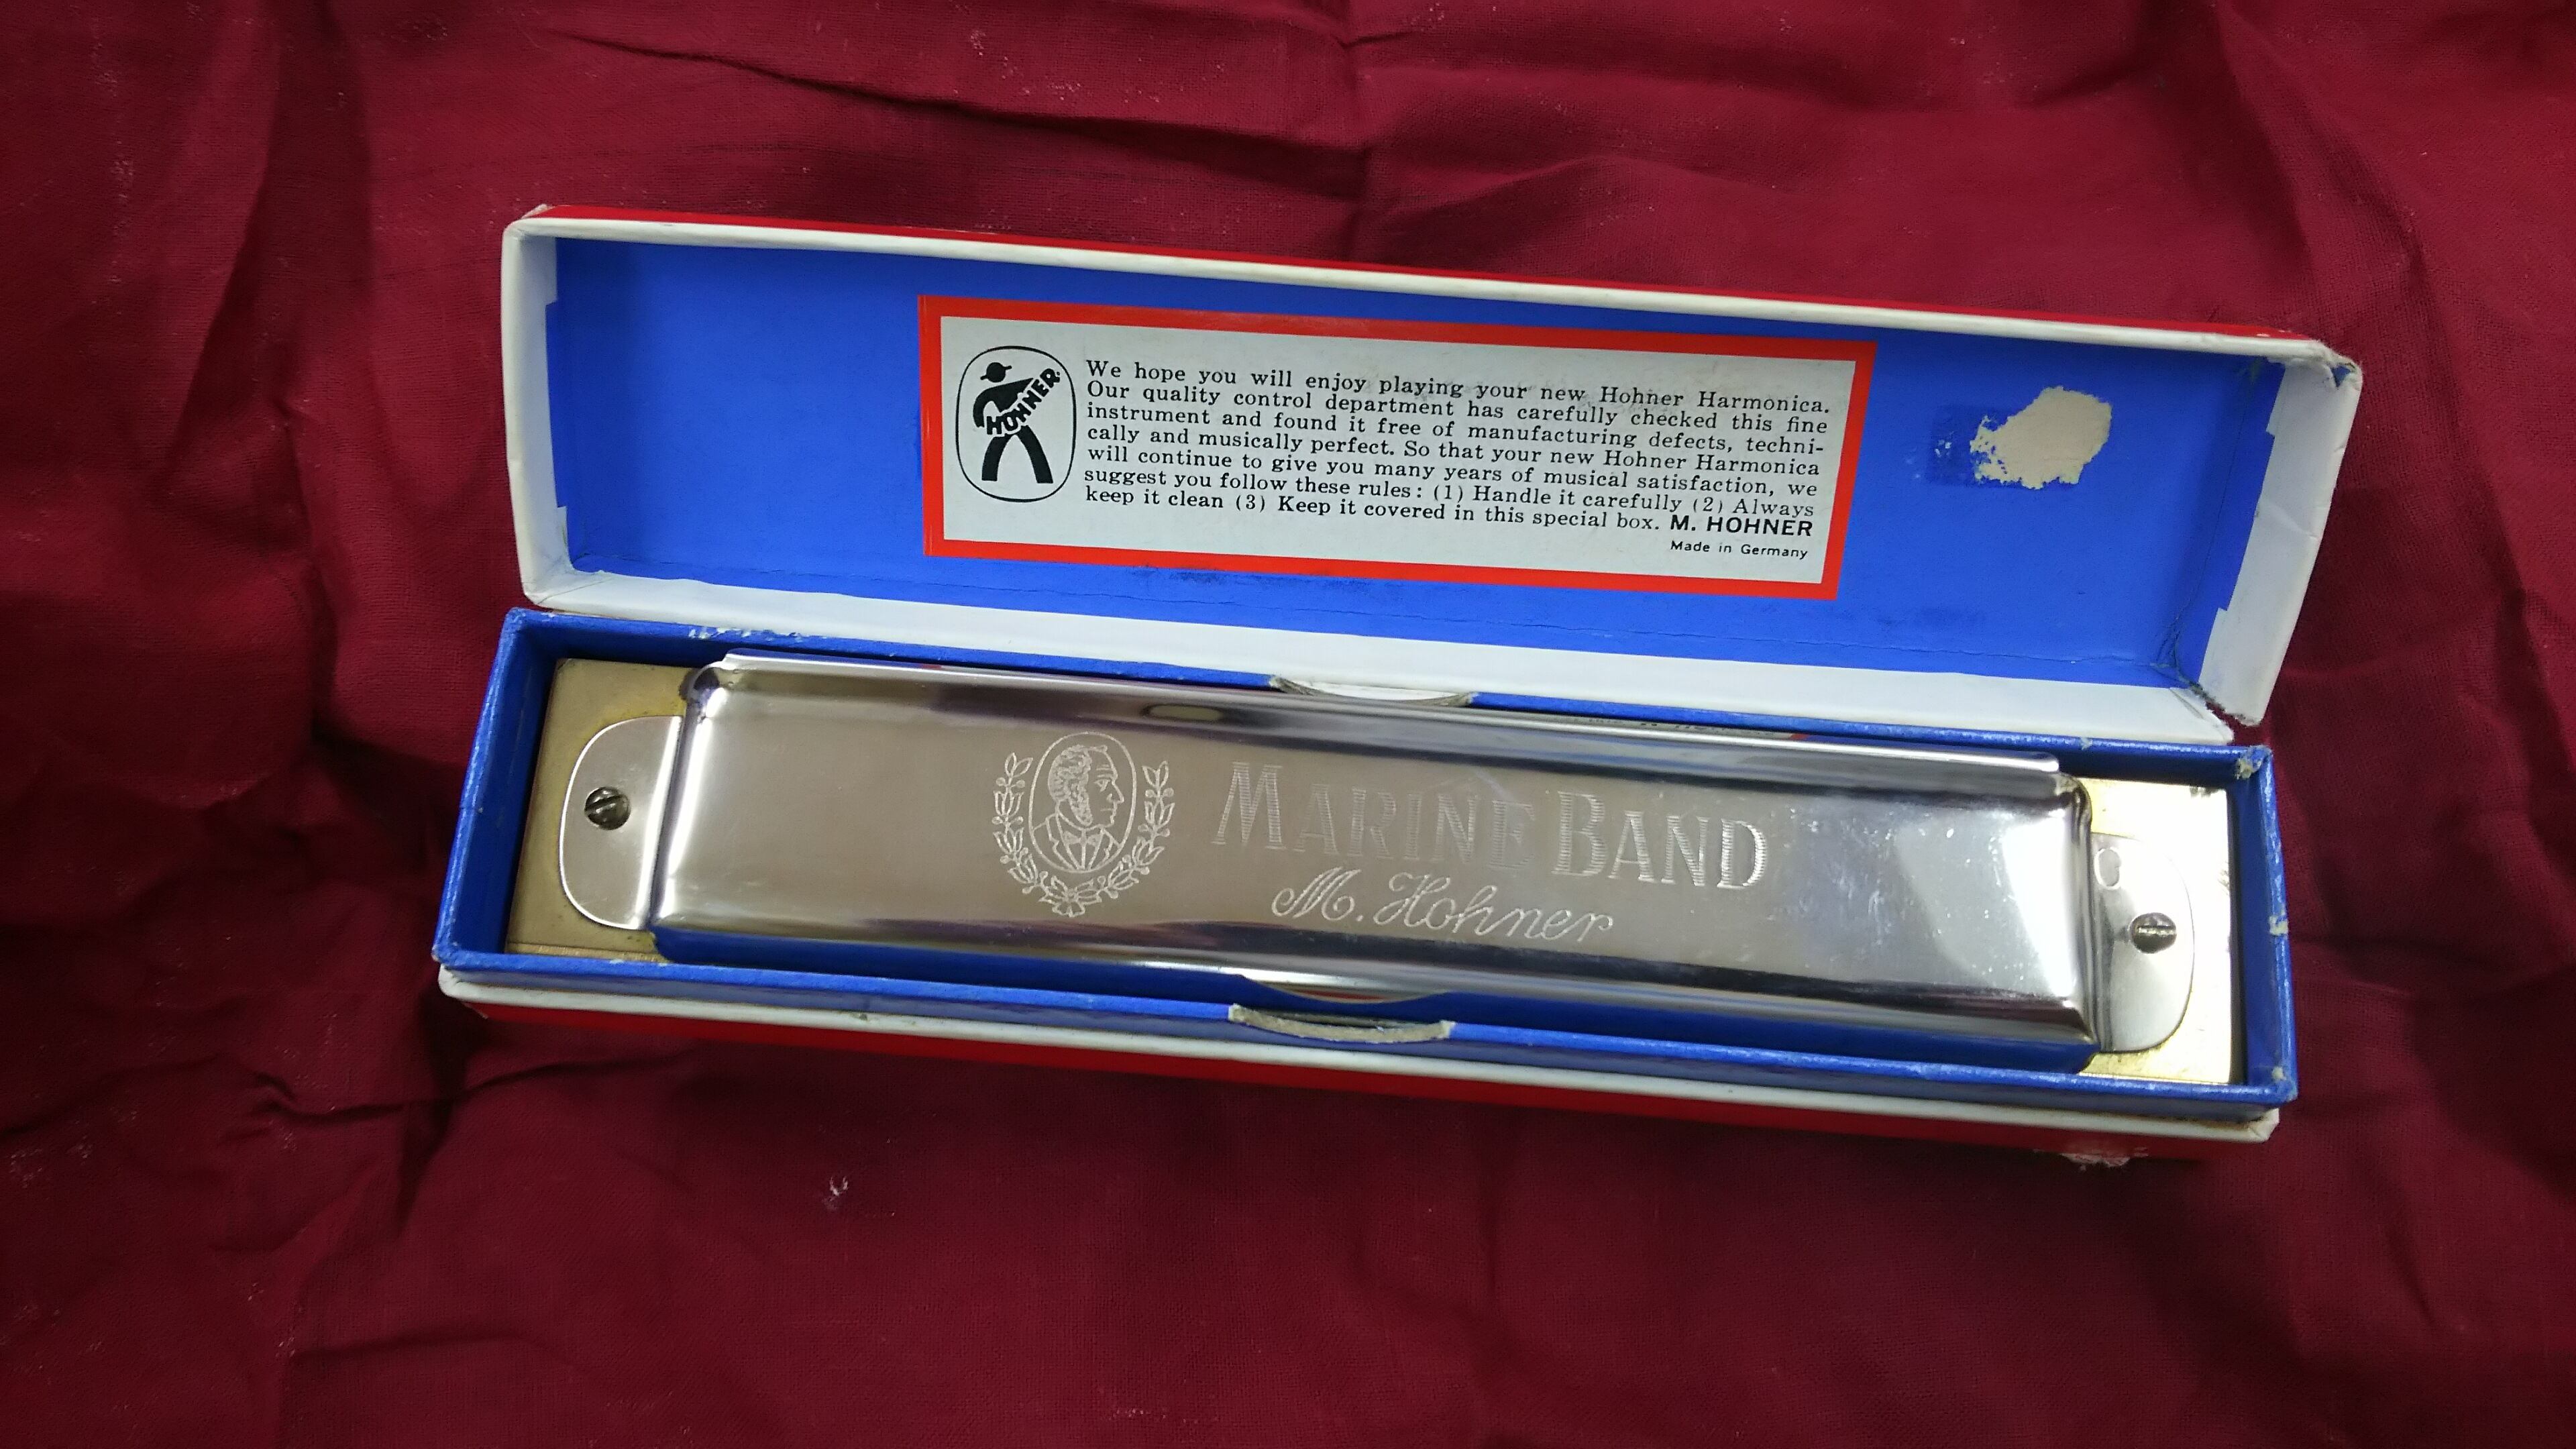 HOHNER
We hope you will enjoy playing your new Hohner Harmonica.
Our quality control department has carefully checked this fine
instrument and found it free of manufacturing defects, techni-
cally and musically perfect. So that your new Hohner Harmonica
will continue to give you many years of musical satisfaction, we
suggest you follow these rules: (1) Handle it carefully (2) Always
keep it clean (3) Keep it covered in this special box. M. HOHNER
Made in Germany
MARINE BAND
M. Hohner
C